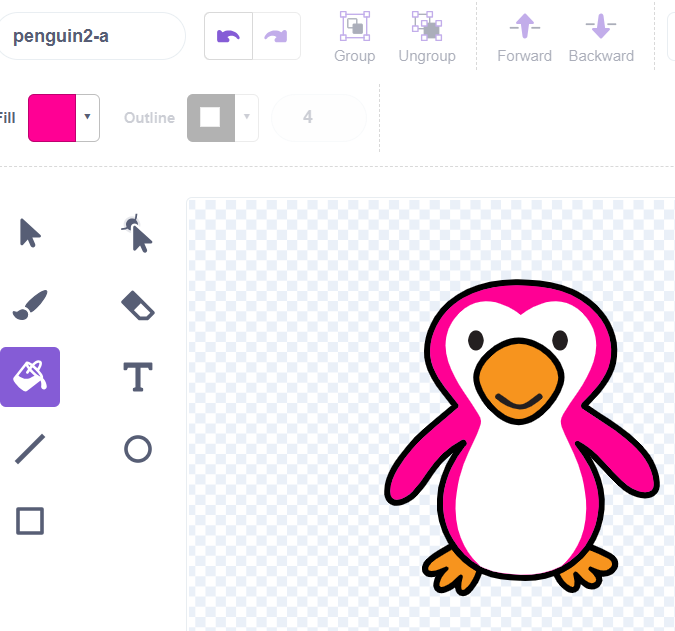 penguin2-a
Group
Ungroup
Forward
Backward
Fill
Outline
4
T